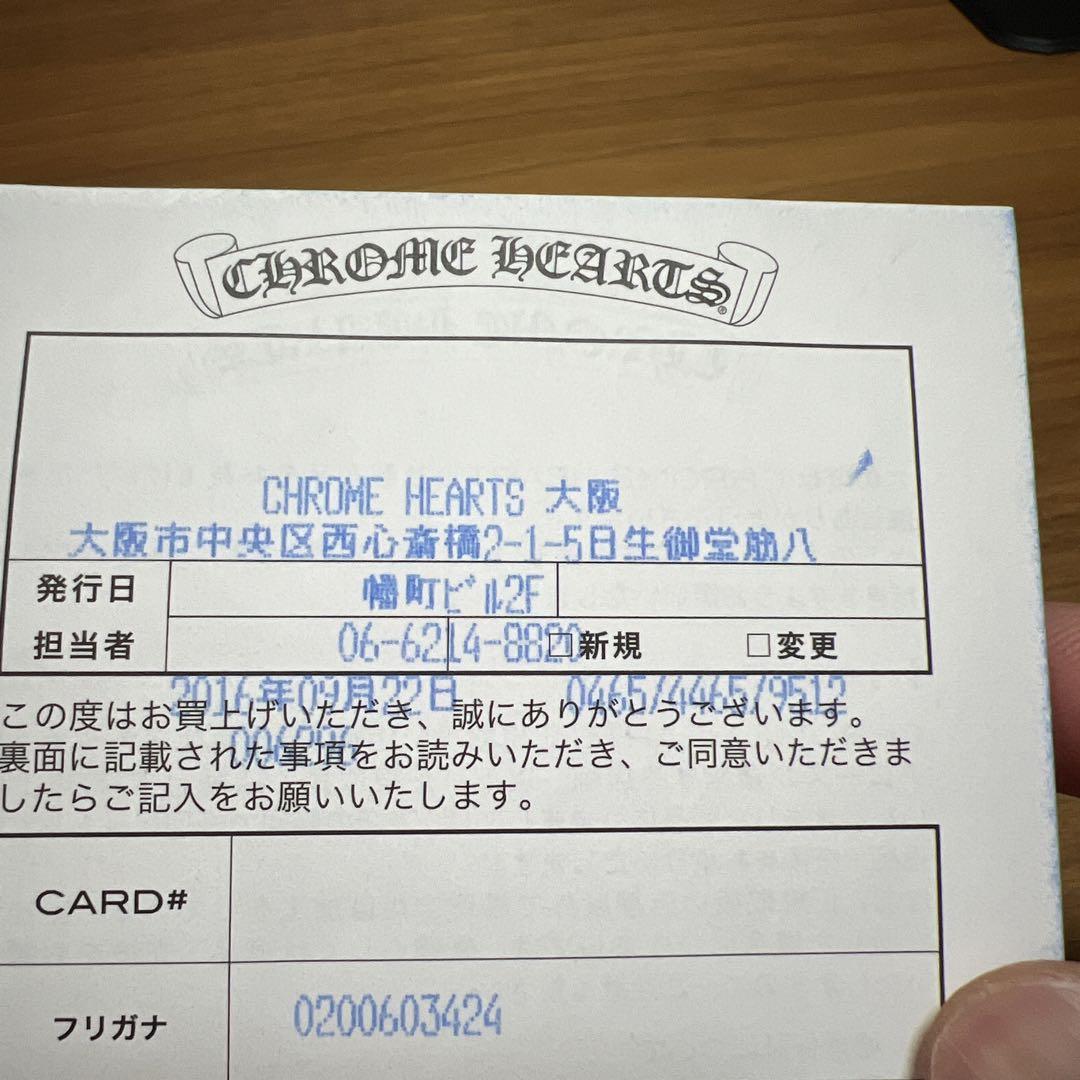 CHROME HEARTS®
CHROME HEARTS 大阪
大阪市中央区西心斎橋2-1-5日生御堂筋八
発行日
幡町ビル2F
担当者
06-6214-8820
□新規
□変更
2016年09月22日
0465/4465/9512
この度はお買上げいただき、誠にありがとうございます。
006206
裏面に記載された事項をお読みいただき、ご同意いただきま
したらご記入をお願いいたします。
CARD#
フリガナ
0200603424